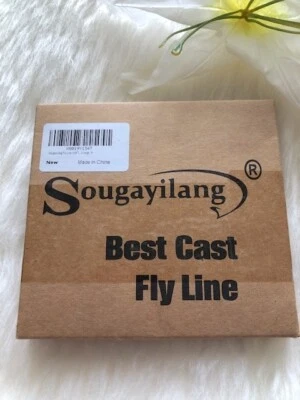 New
Made in China
Sougayilang®
Best Cast
Fly Line